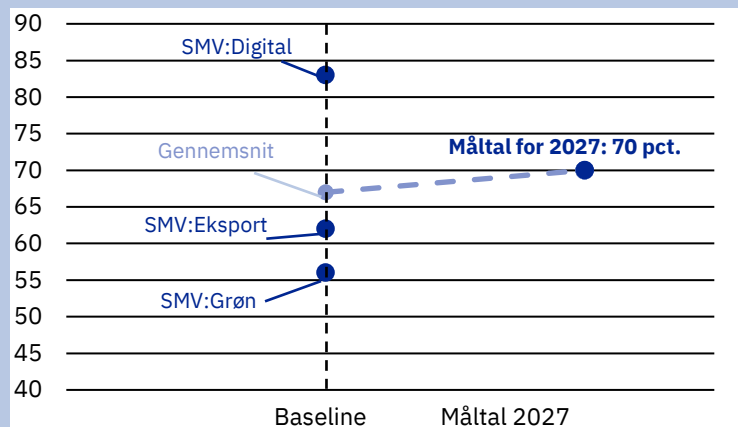 90
85
80
75
70
65
60
55
50
45
40
SMV:Digital
Gennemsnit
Måltal for 2027: 70 pct.
SMV:Eksport
SMV:Grøn
Baseline
Måltal 2027